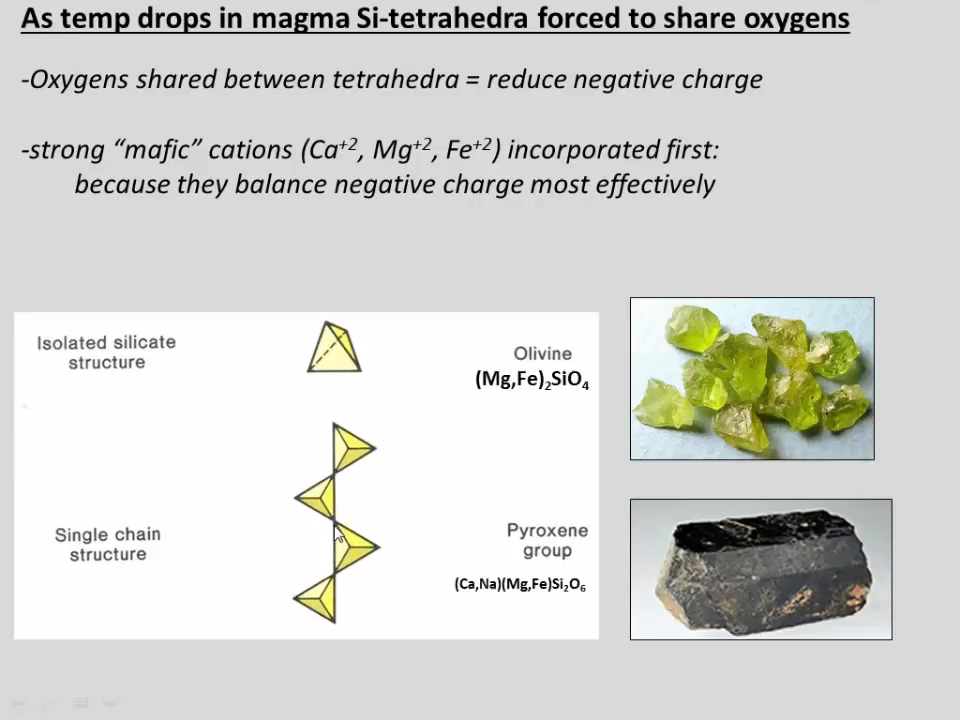 As temp drops in magma Si-tetrahedra forced to share oxygens
-Oxygens shared between tetrahedra = reduce negative charge
-strong “mafic” cations (Ca⁺², Mg⁺², Fe⁺²) incorporated first:
because they balance negative charge most effectively
Isolated silicate
structure
Olivine
(Mg,Fe)₂SiO₄
Single chain
structure
Pyroxene
group
(Ca,Na)(Mg,Fe)Si₂O₆